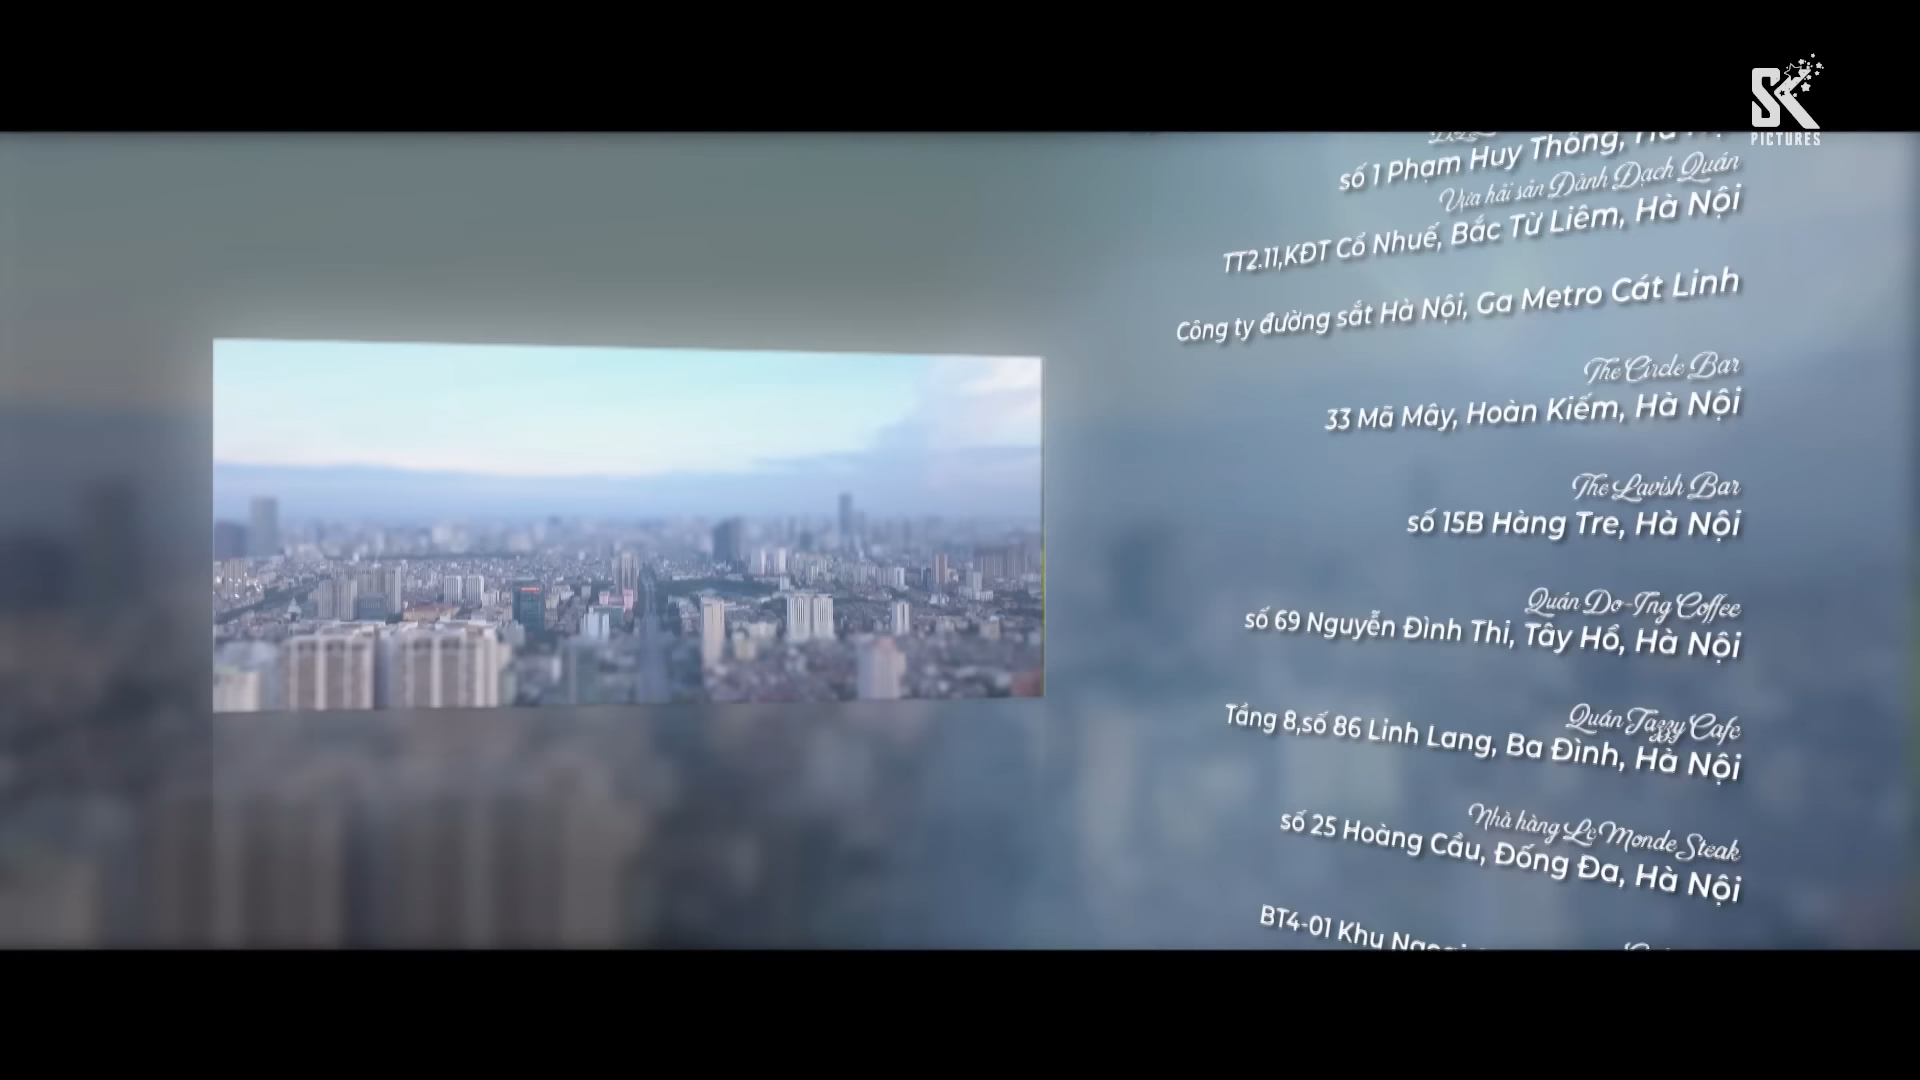 SK
PICTURES
số 1 Phạm Huy Thông,
Vựa hải sản Dành Dạch Quán
TT2.11,KĐT Cổ Nhuế, Bắc Từ Liêm, Hà Nội
Công ty đường sắt Hà Nội, Ga Metro Cát Linh
The Circle Bar
33 Mã Mây, Hoàn Kiếm, Hà Nội
The Lavish Bar
số 15B Hàng Tre, Hà Nội
Quán Do-Ing Coffee
số 69 Nguyễn Đình Thi, Tây Hồ, Hà Nội
Quán Jazzy Cafe
Tầng 8,số 86 Linh Lang, Ba Đình, Hà Nội
Nhà hàng Le Monde Steak
số 25 Hoàng Cầu, Đống Đa, Hà Nội
BT4-01 Khu